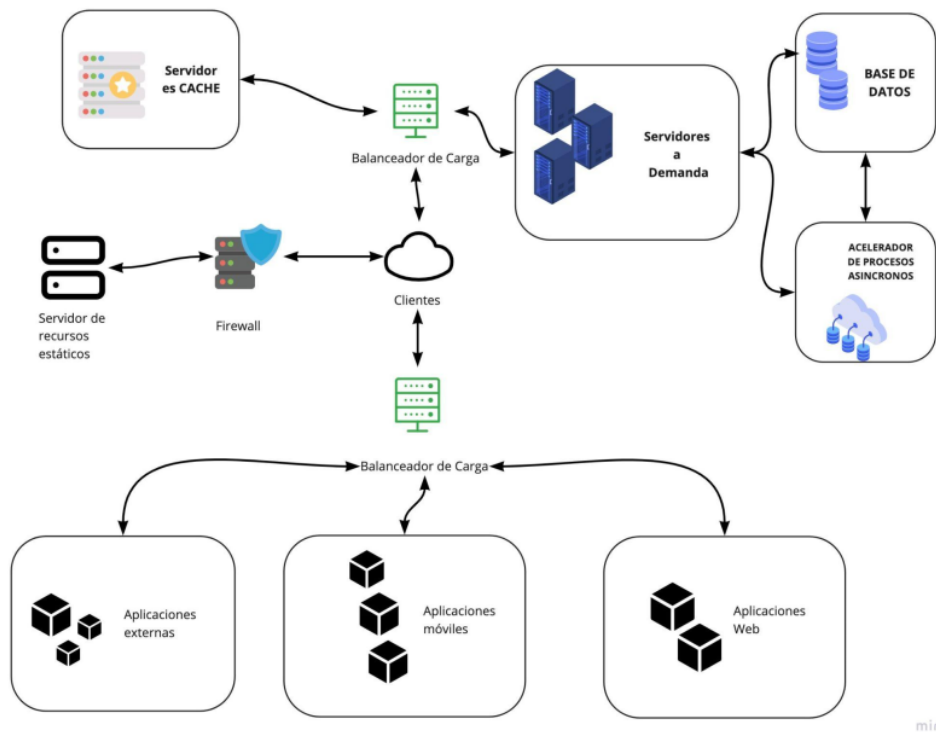 Servidor
es CACHE
Balanceador de Carga
Servidores
a
Demanda
BASE DE
DATOS
ACELERADOR
DE PROCESOS
ASINCRONOS
Servidor de
recursos
estáticos
Firewall
Clientes
Balanceador de Carga
Aplicaciones
externas
Aplicaciones
móviles
Aplicaciones
Web